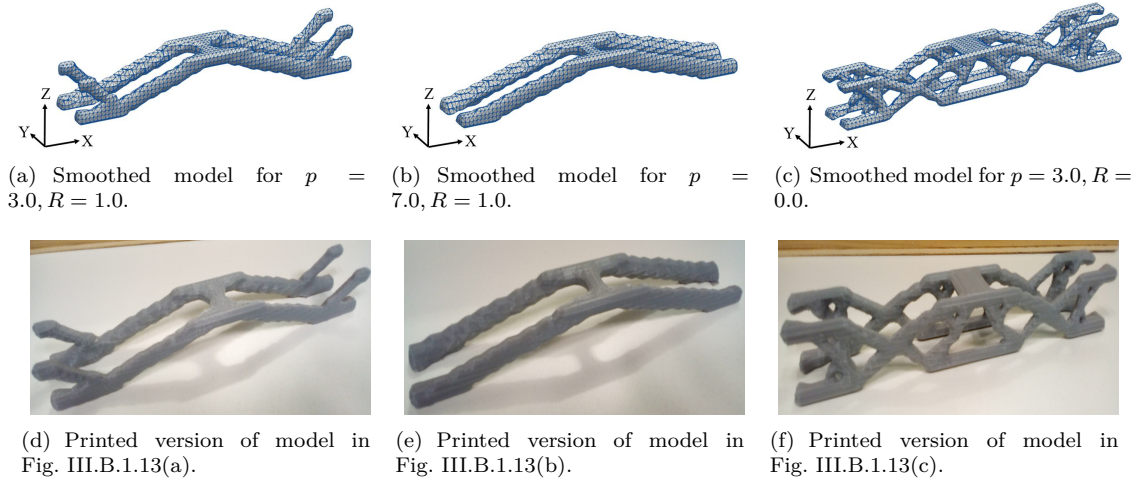 Z
Y
X
Z
Y
X
Z
Y
X
(a) Smoothed model for p =
3.0, R = 1.0.
(b) Smoothed model for p =
7.0, R = 1.0.
(c) Smoothed model for p = 3.0, R =
0.0.
(d) Printed version of model in
Fig. III.B.1.13(a).
(e) Printed version of model in
Fig. III.B.1.13(b).
(f) Printed version of model in
Fig. III.B.1.13(c).